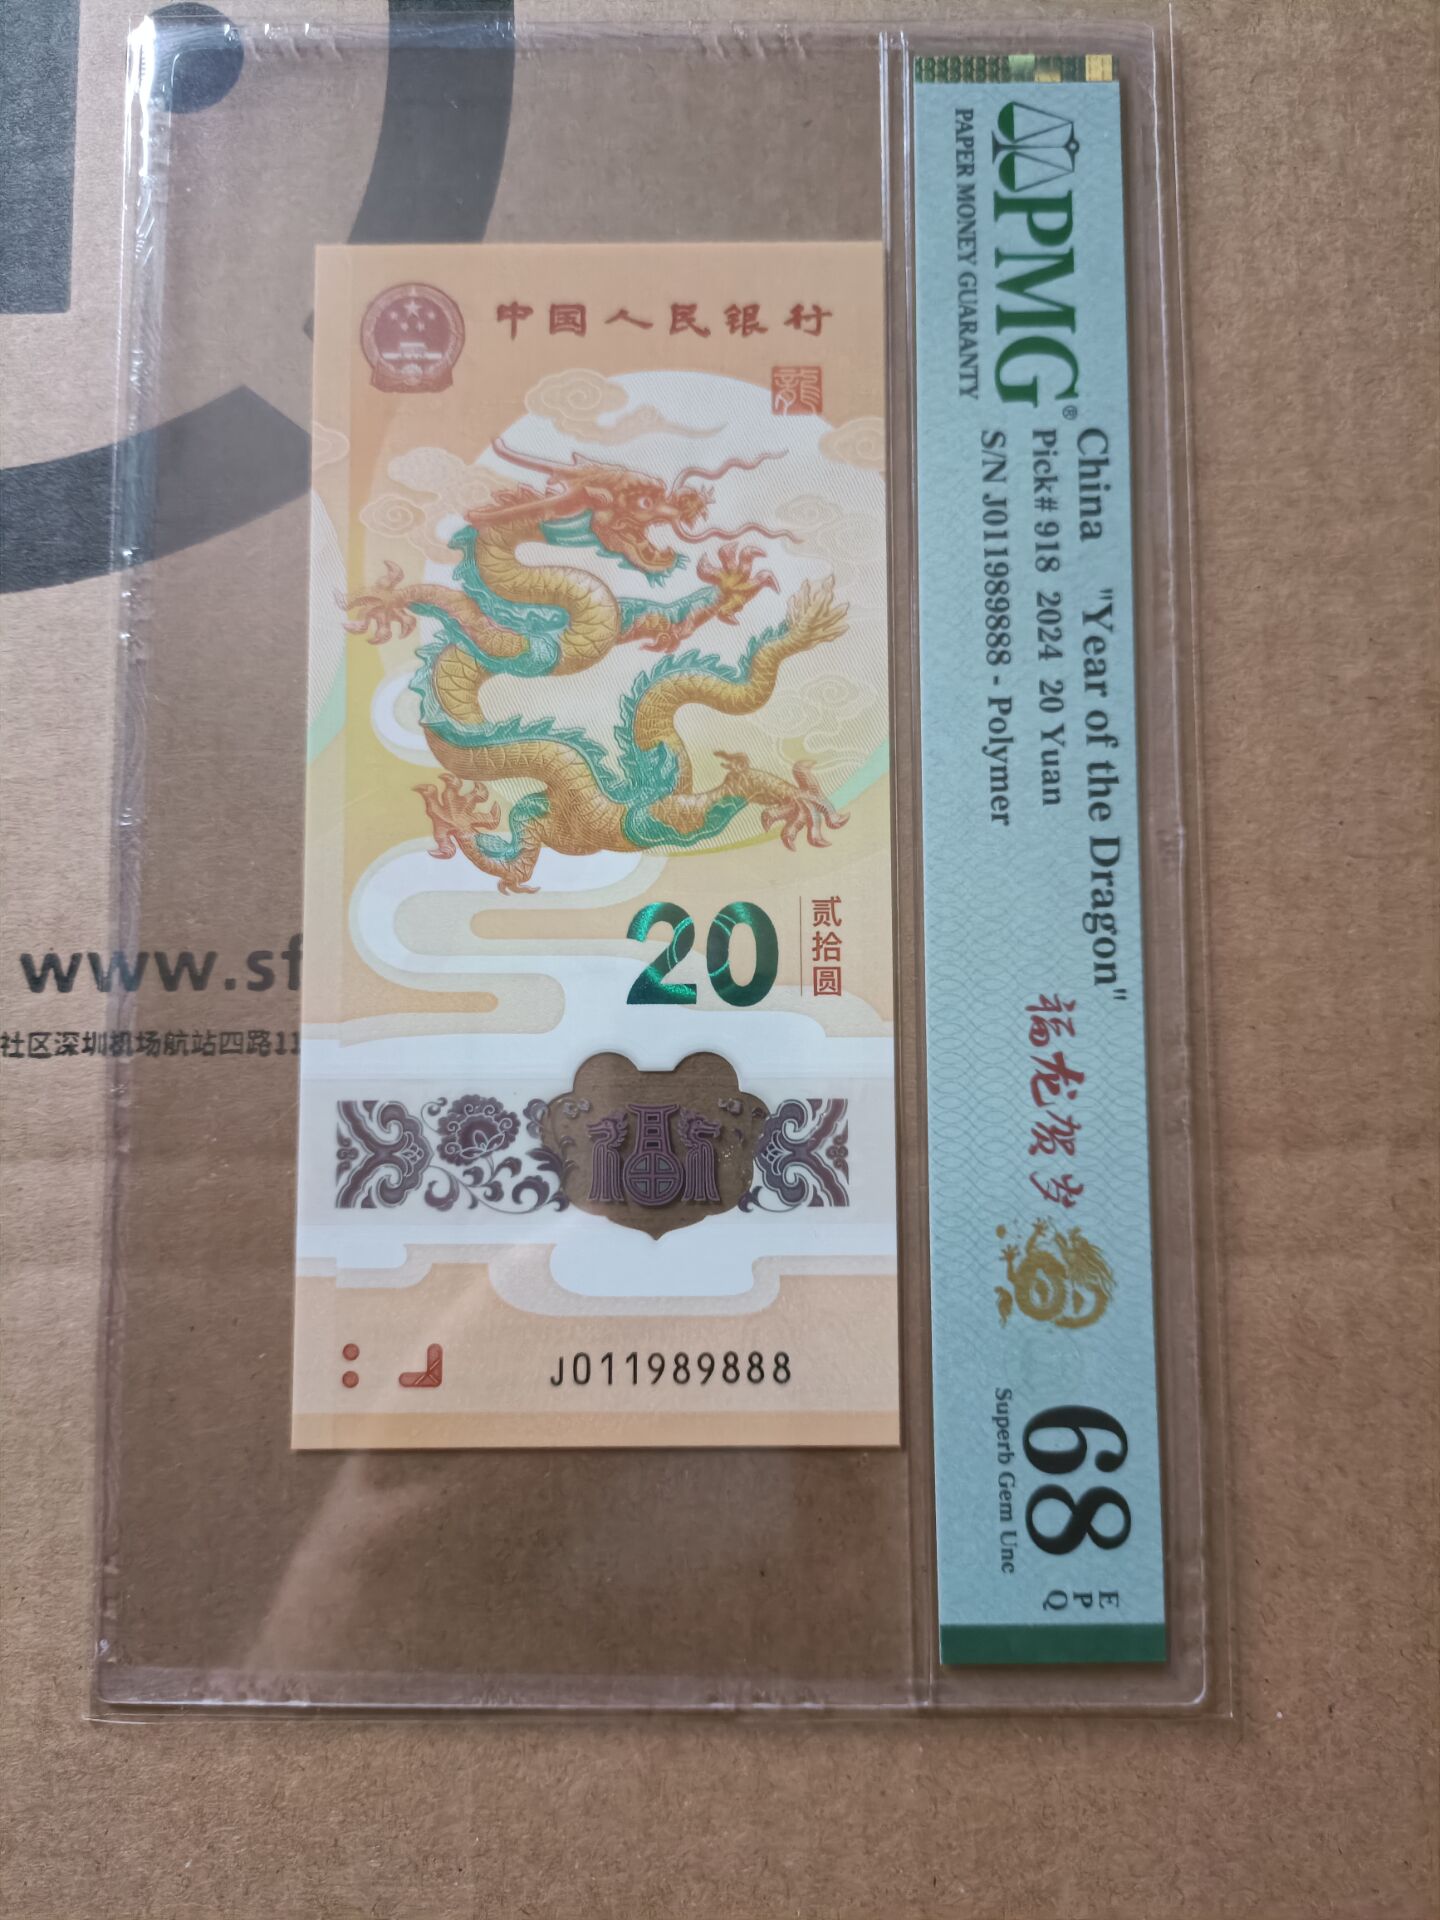 中国人民银行
龍
20
贰拾圆
J011989888
PMG®
PAPER MONEY GUARANTY
China "Year of the Dragon"
Pick# 918 2024 20 Yuan
S/N J011989888 - Polymer
福龙贺岁
68
EPQ
Superb Gem Unc
www.sf
社区深圳机场航站四路11